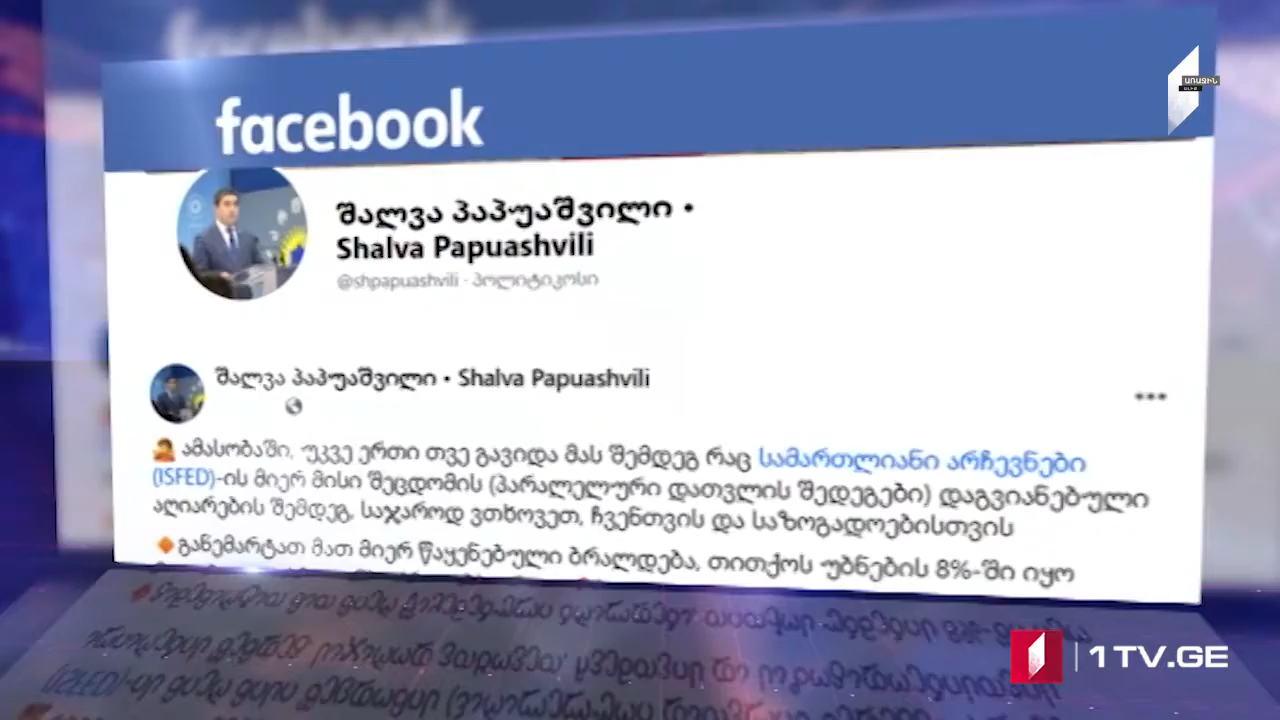 facebook
ԱՌԱՋԻՆ
ԱԼԻՔ
შალვა პაპუაშვილი •
Shalva Papuashvili
@shpapuashvili · პოლიტიკოსი
შალვა პაპუაშვილი • Shalva Papuashvili
ამასობაში, უკვე ერთი თვე გავიდა მას შემდეგ რაც სამართლიანი არჩევნები
(ISFED)-ის მიერ მისი შეცდომის (პარალელური დათვლის შედეგები) დაგვიანებული
აღიარების შემდეგ, საჯაროდ ვთხოვეთ, ჩვენთვის და საზოგადოებისთვის
განემარტათ მათ მიერ წაყენებული ბრალდება, თითქოს უბნების 8%-ში იყო
1TV.GE